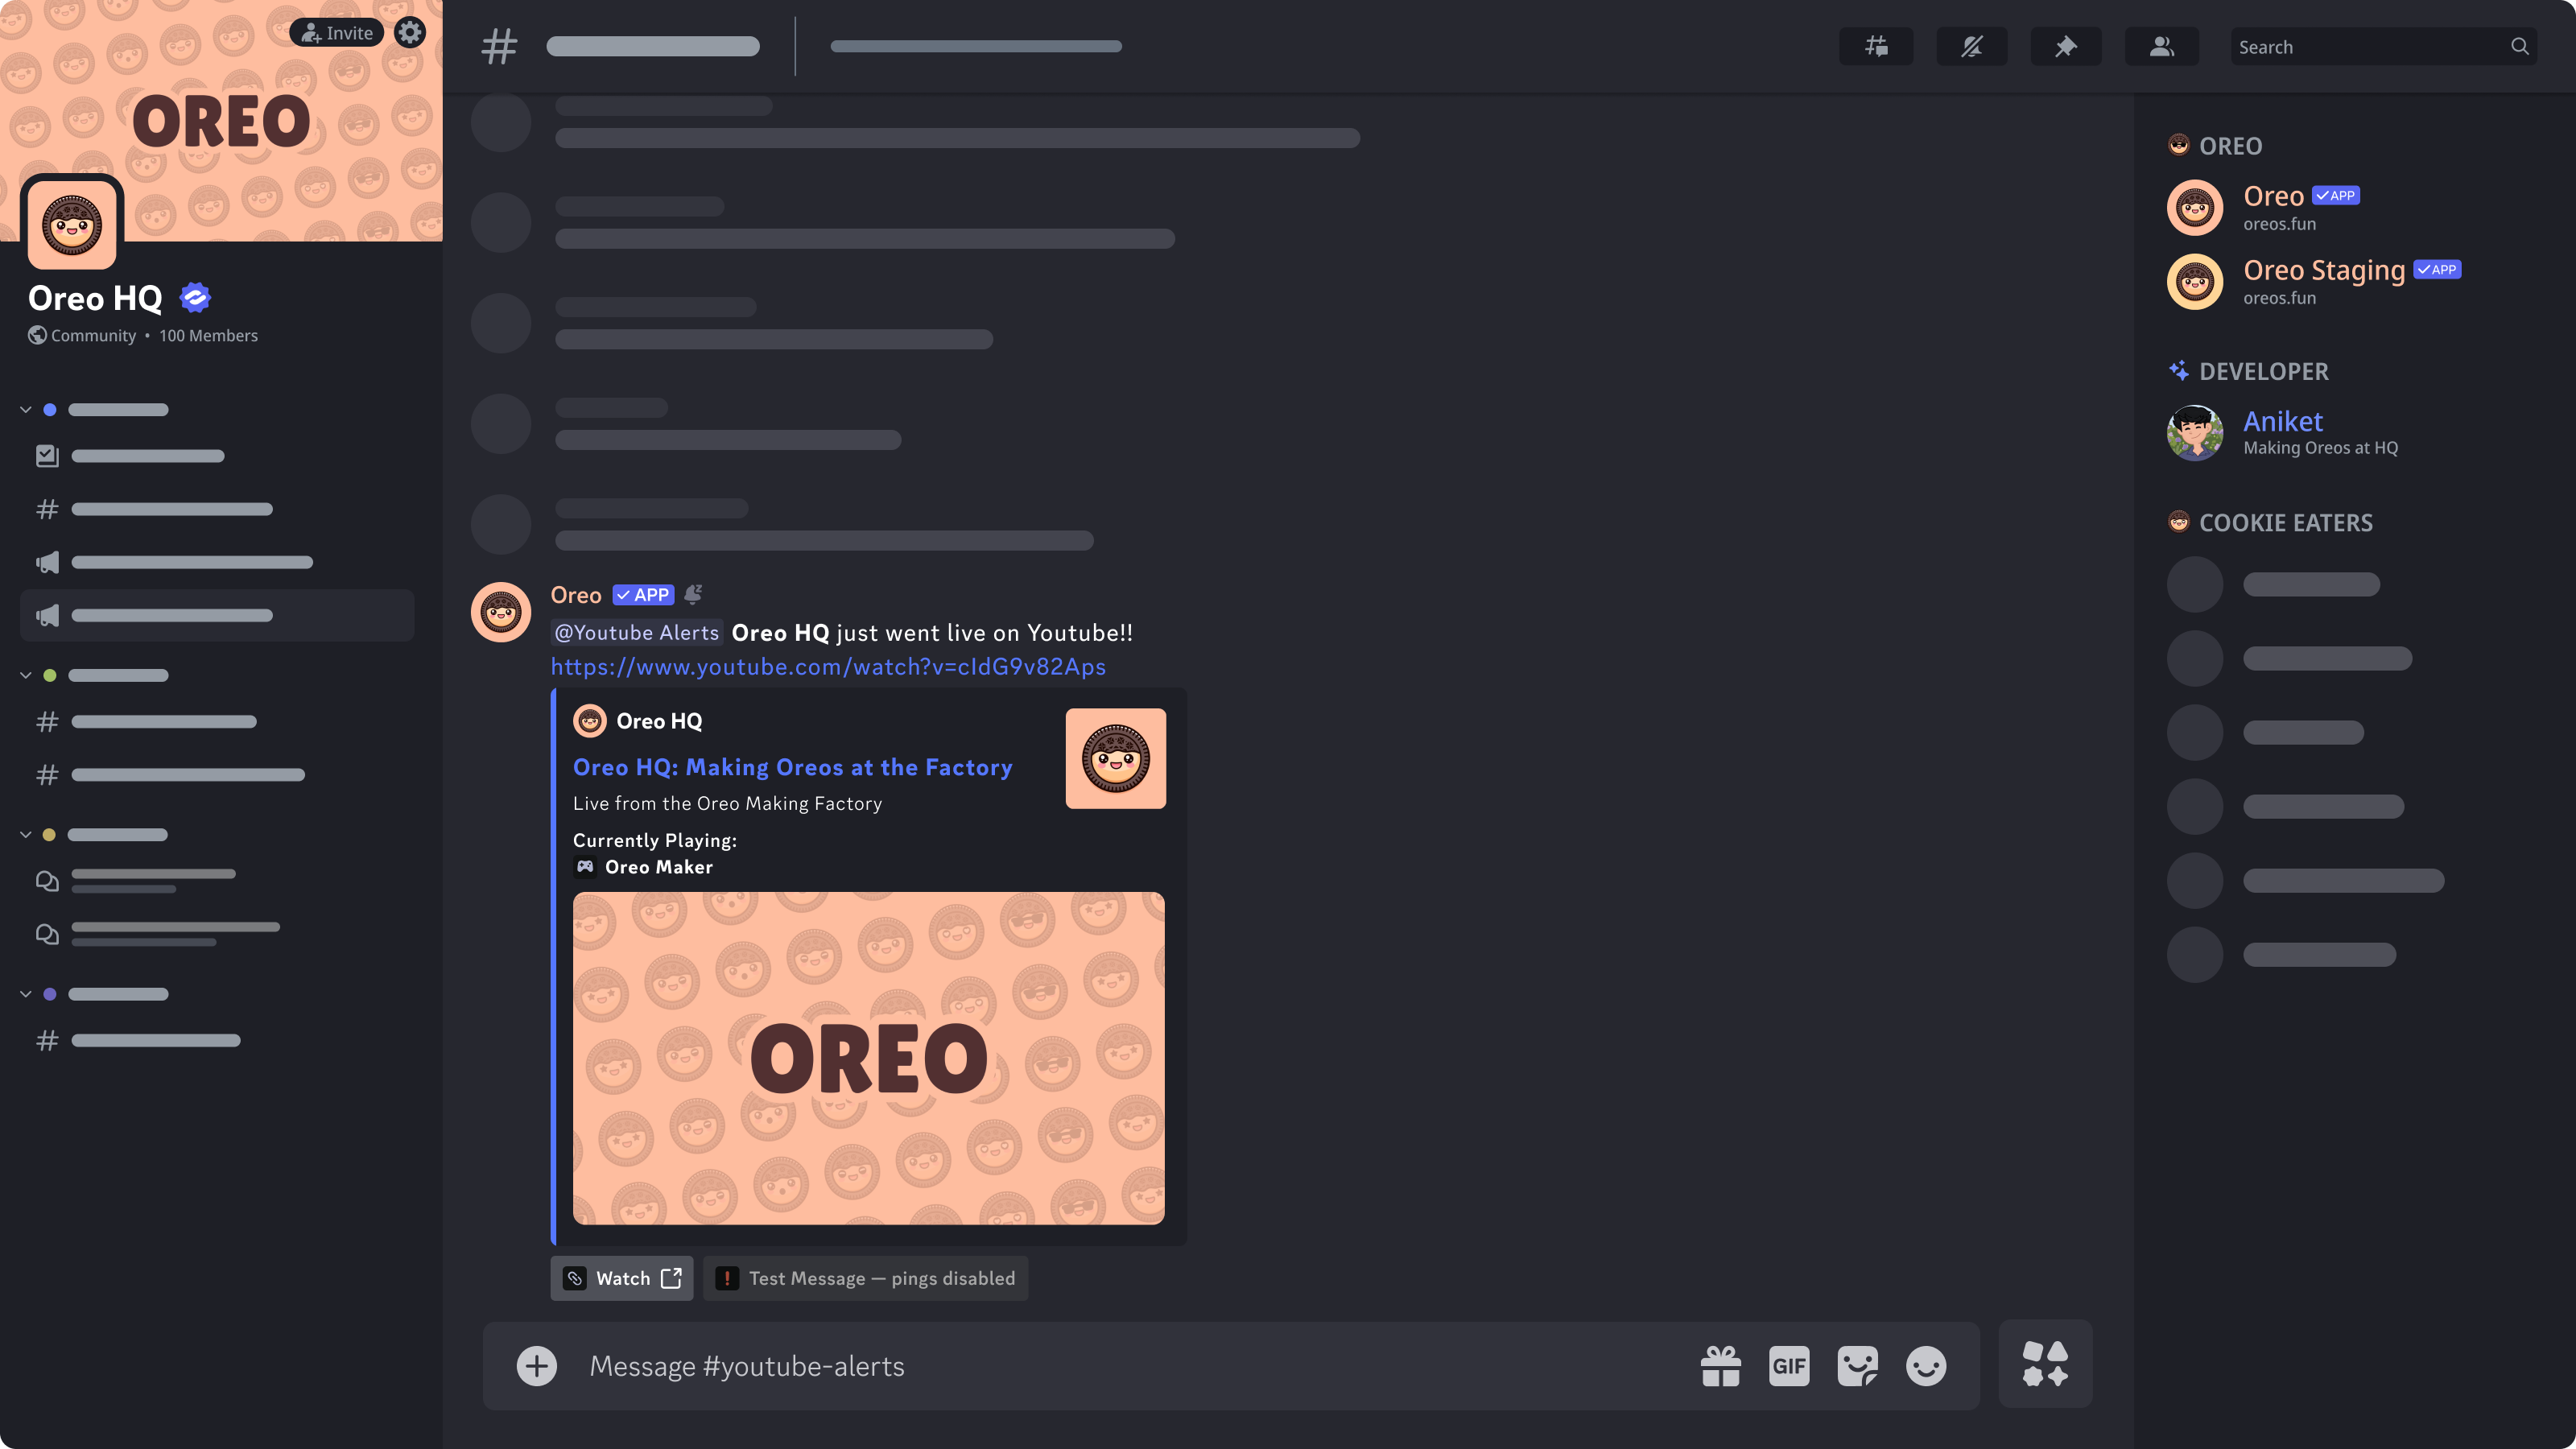 Invite
OREO
Oreo HQ
Community • 100 Members
Search
Oreo APP
@Youtube Alerts Oreo HQ just went live on Youtube!!
https://www.youtube.com/watch?v=cIdG9v82Aps
Oreo HQ
Oreo HQ: Making Oreos at the Factory
Live from the Oreo Making Factory
Currently Playing:
Oreo Maker
OREO
Watch
Test Message — pings disabled
Message #youtube-alerts
GIF
OREO
Oreo APP
oreos.fun
Oreo Staging APP
oreos.fun
DEVELOPER
Aniket
Making Oreos at HQ
COOKIE EATERS